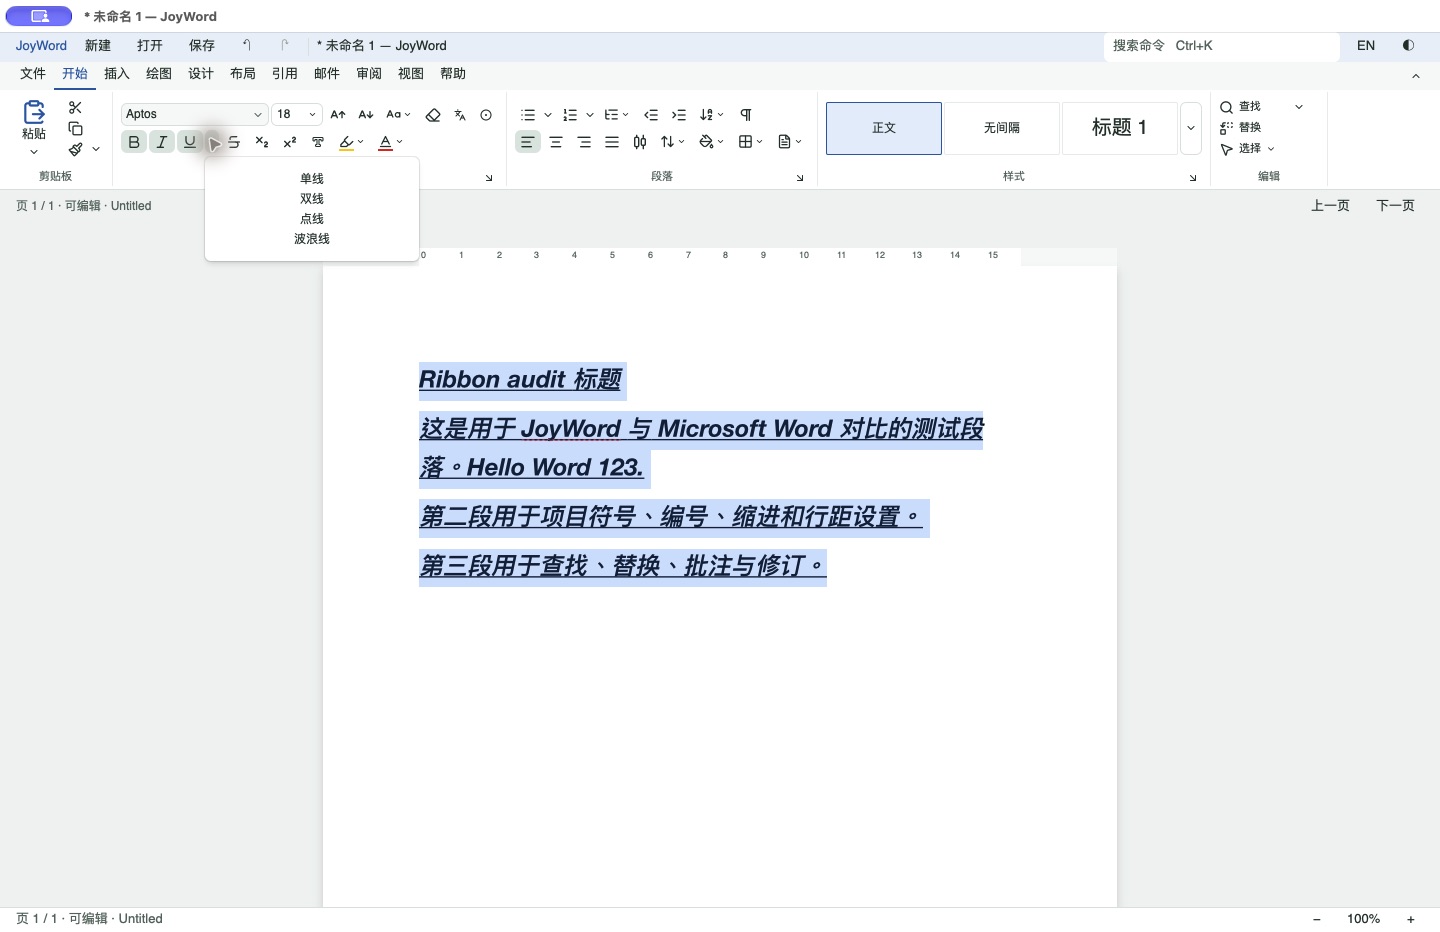 * 未命名 1 — JoyWord
JoyWord 新建 打开 保存 * 未命名 1 — JoyWord 搜索命令 Ctrl+K EN
文件 开始 插入 绘图 设计 布局 引用 邮件 审阅 视图 帮助
粘贴
剪贴板
Aptos 18
B I U
单线
双线
点线
波浪线
段落
正文 无间隔 标题 1
样式
查找
替换
选择
编辑
页 1 / 1 · 可编辑 · Untitled 上一页 下一页
0 1 2 3 4 5 6 7 8 9 10 11 12 13 14 15
Ribbon audit 标题
这是用于 JoyWord 与 Microsoft Word 对比的测试段
落。Hello Word 123.
第二段用于项目符号、编号、缩进和行距设置。
第三段用于查找、替换、批注与修订。
页 1 / 1 · 可编辑 · Untitled − 100% +